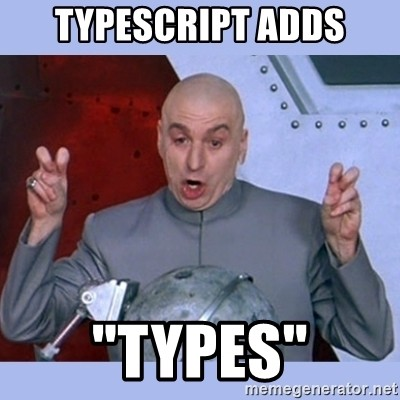 TYPESCRIPT ADDS
"TYPES"
memegenerator.net